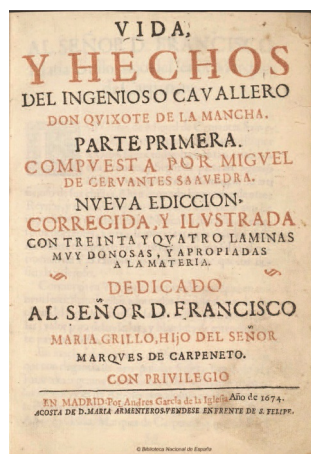 VIDA,
Y HECHOS
DEL INGENIOSO CAVALLERO
DON QVIXOTE DE LA MANCHA.
PARTE PRIMERA.
COMPVESTA POR MIGVEL
DE CERVANTES SAAVEDRA.
NVEVA EDICCION,
CORREGIDA, Y ILVSTRADA
CON TREINTA Y QVATRO LAMINAS
MVY DONOSAS, Y APROPIADAS
A LA MATERIA.
DEDICADO
AL SEÑOR D. FRANCISCO
MARIA GRILLO, HIJO DEL SEÑOR
MARQVES DE CARPENETO.
CON PRIVILEGIO
EN MADRID. Por Andres Garcia de la Iglesia. Año de 1674.
ACOSTA DE D. MARIA ARMENTEROS. VENDESE ENFRENTE DE S. FELIPE.
© Biblioteca Nacional de España